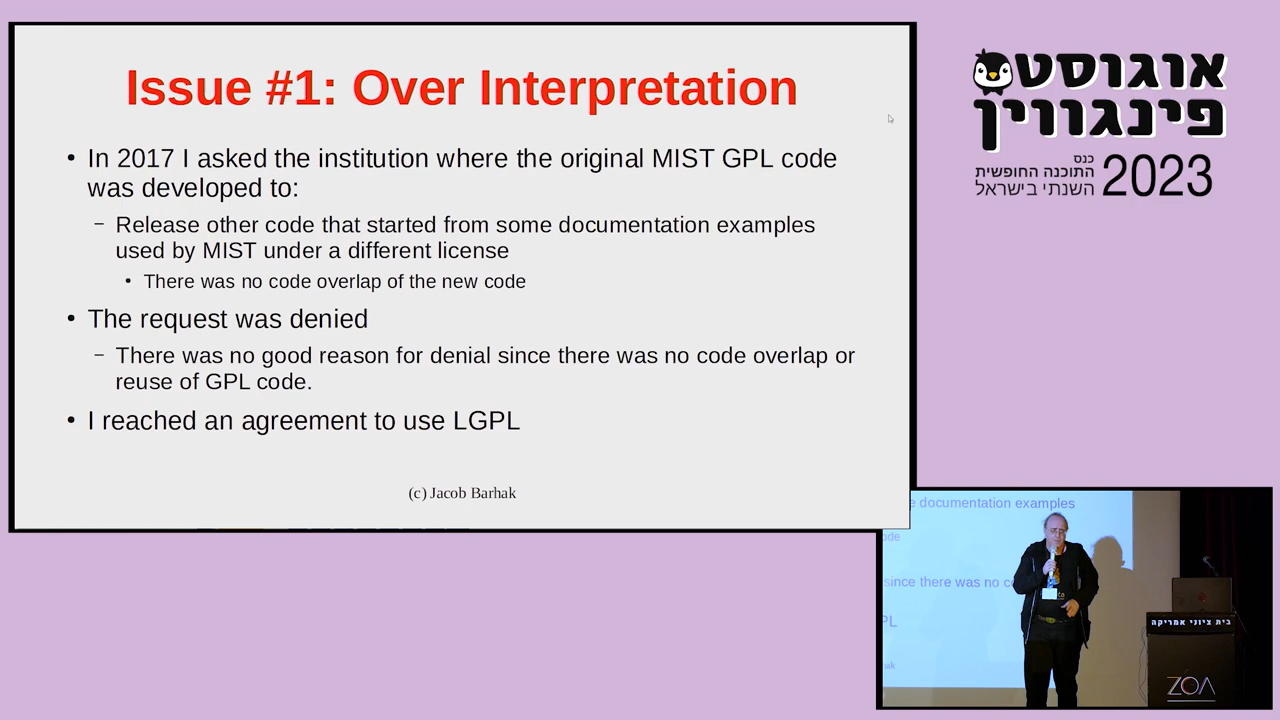 Issue #1: Over Interpretation
• In 2017 I asked the institution where the original MIST GPL code
was developed to:
– Release other code that started from some documentation examples
used by MIST under a different license
• There was no code overlap of the new code
• The request was denied
– There was no good reason for denial since there was no code overlap or
reuse of GPL code.
• I reached an agreement to use LGPL
(c) Jacob Barhak
אוגוסט
פינגווין
כנס
התוכנה החופשית
השנתי בישראל
2023
e documentation examples
ode
since there was no c
PL
hak
בית ציוני אמריקה
ZOA